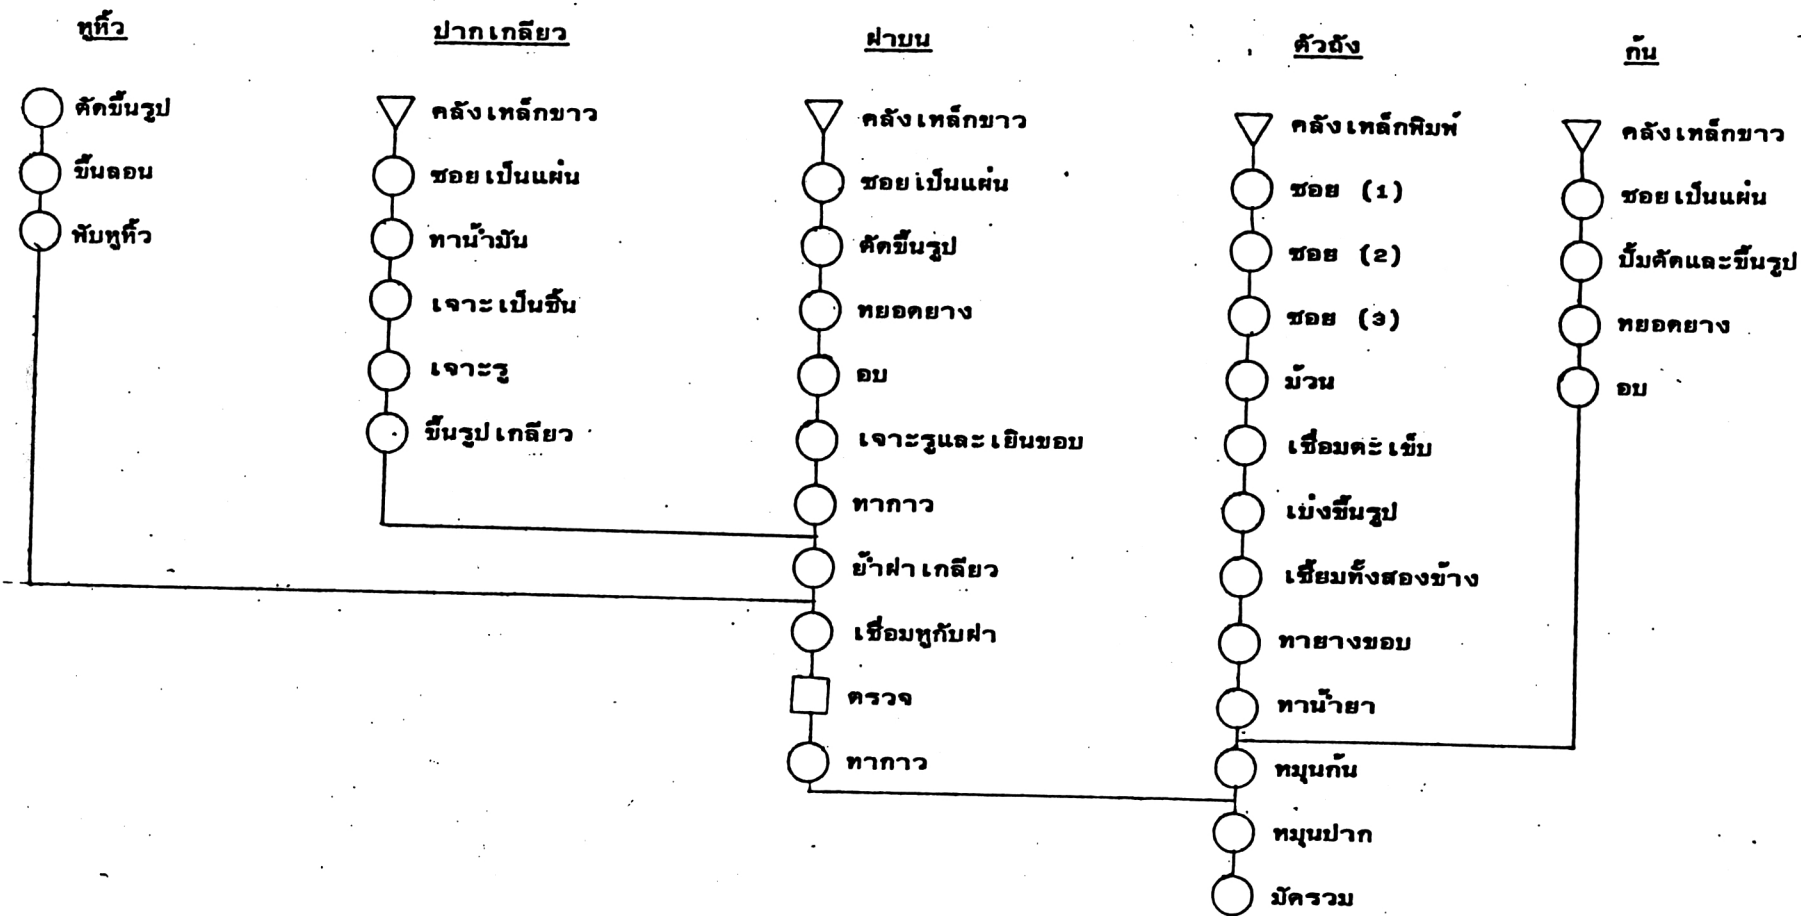 หูหิ้ว
ตัดขึ้นรูป
ขึ้นลอน
พับหูหิ้ว
ปากเกลียว
คลังเหล็กขาว
ซอยเป็นแผ่น
ทาน้ำมัน
เจาะเป็นชิ้น
เจาะรู
ขึ้นรูปเกลียว
ฝาบน
คลังเหล็กขาว
ซอยเป็นแผ่น
ตัดขึ้นรูป
หยอดยาง
อบ
เจาะรูและเยินขอบ
ทากาว
ย้ำฝาเกลียว
เชื่อมหูกับฝา
ตรวจ
ทากาว
ตัวถัง
คลังเหล็กพิมพ์
ซอย (1)
ซอย (2)
ซอย (3)
ม้วน
เชื่อมตะเข็บ
เบ่งขึ้นรูป
เชี้ยมทั้งสองข้าง
ทายางขอบ
ทาน้ำยา
หมุนก้น
หมุนปาก
มัดรวม
ก้น
คลังเหล็กขาว
ซอยเป็นแผ่น
ปั้มตัดและขึ้นรูป
หยอดยาง
อบ